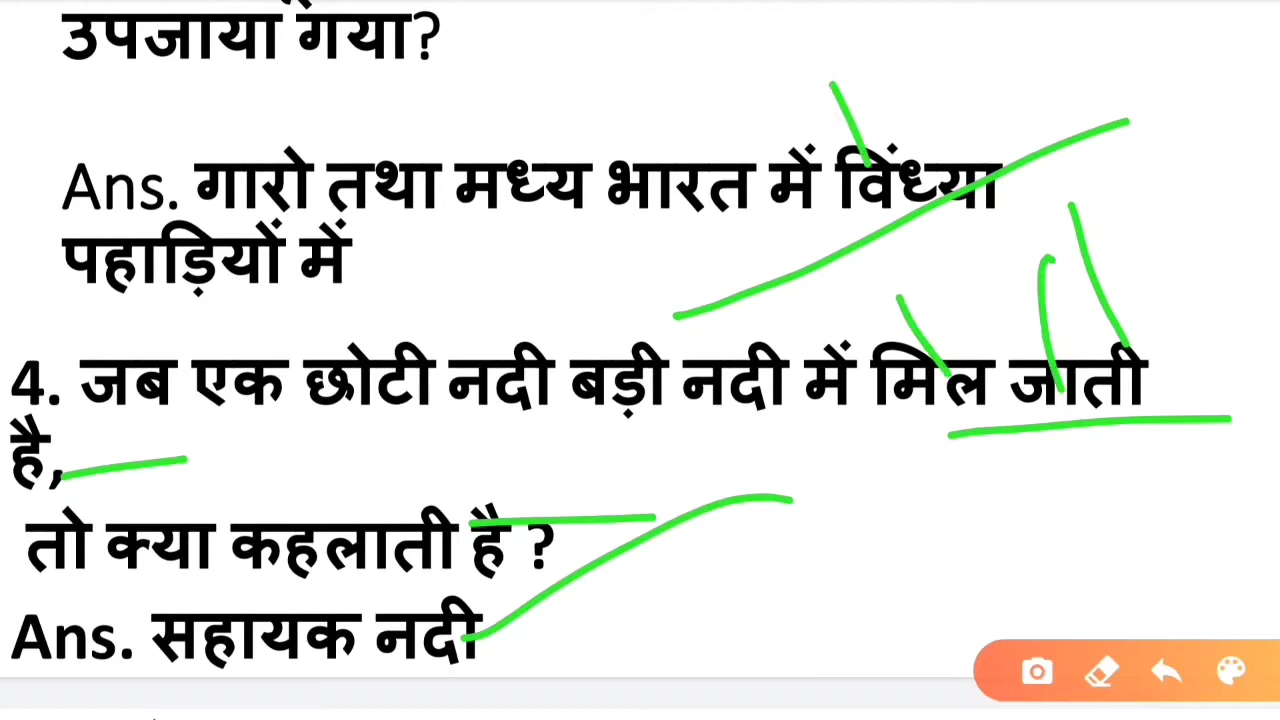 उपजाया गया?
Ans. गारो तथा मध्य भारत में विंध्या
पहाड़ियों में
4. जब एक छोटी नदी बड़ी नदी में मिल जाती
है,
तो क्या कहलाती है ?
Ans. सहायक नदी